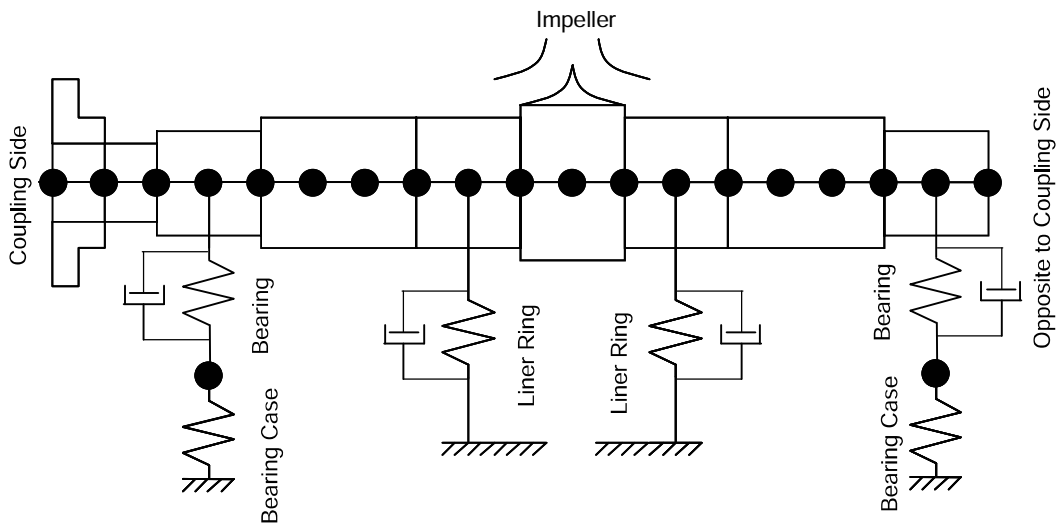 Impeller
Coupling Side
Opposite to Coupling Side
Bearing
Liner Ring
Liner Ring
Bearing
Bearing Case
Bearing Case